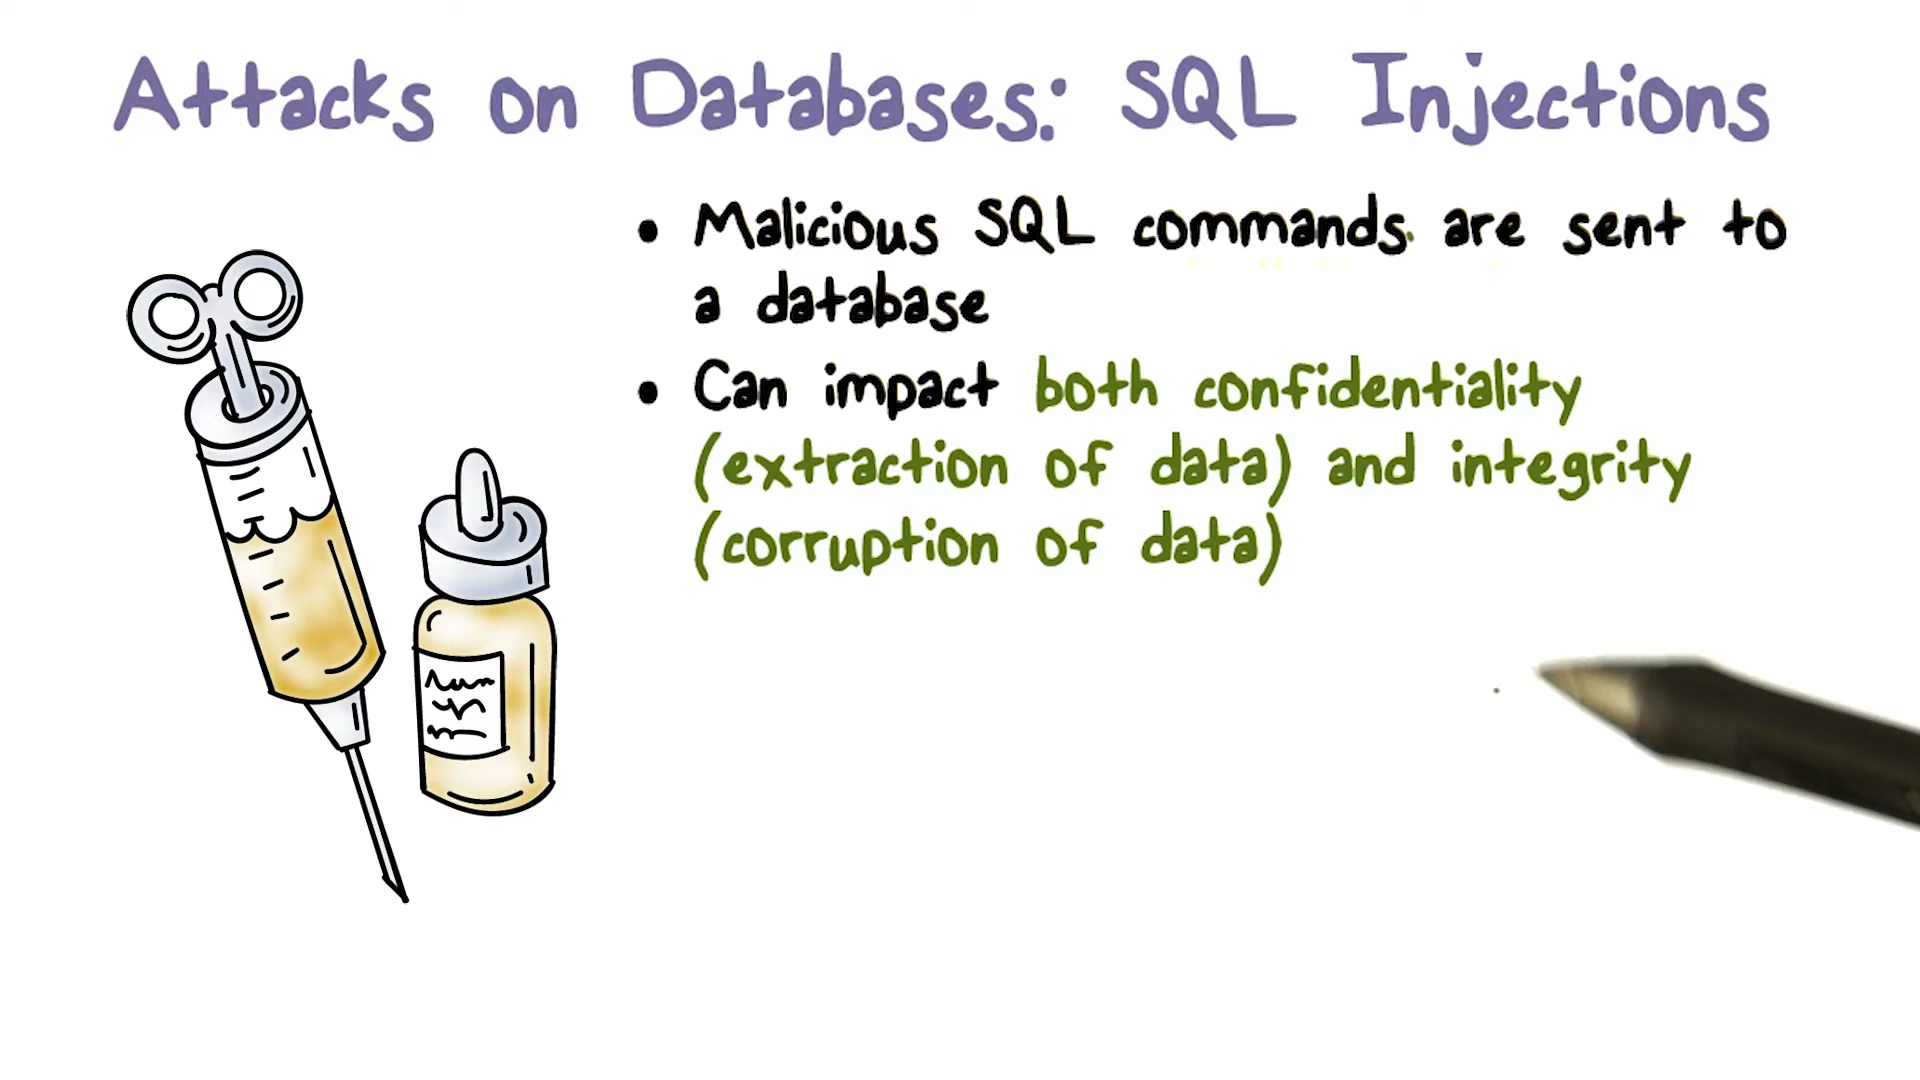 Attacks on Databases: SQL Injections
• Malicious SQL commands are sent to
a database
• Can impact both confidentiality
(extraction of data) and integrity
(corruption of data)